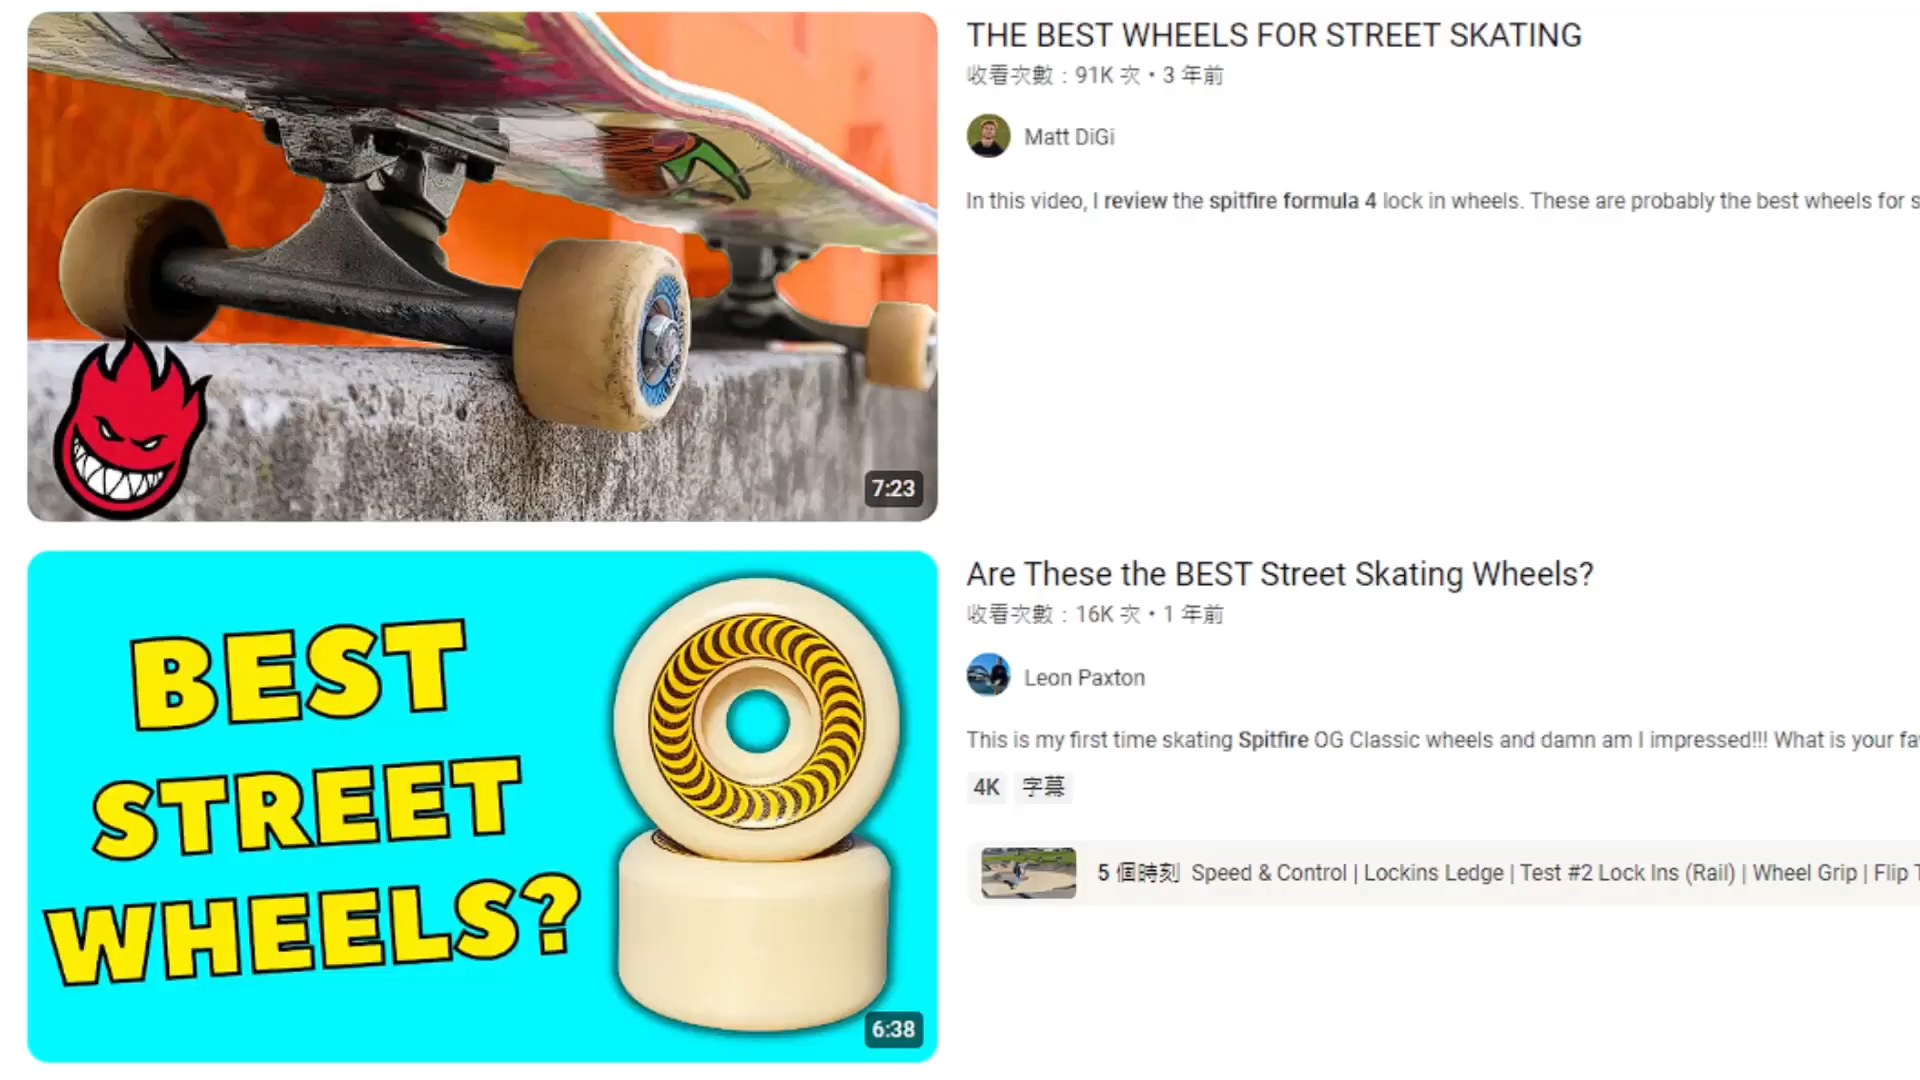 THE BEST WHEELS FOR STREET SKATING
收看次數：91K 次 • 3 年前
Matt DiGi
In this video, I review the spitfire formula 4 lock in wheels. These are probably the best wheels for s
7:23
BEST
STREET
WHEELS?
6:38
Are These the BEST Street Skating Wheels?
收看次數：16K 次 • 1 年前
Leon Paxton
This is my first time skating Spitfire OG Classic wheels and damn am I impressed!!! What is your fa
4K 字幕
5 個時刻 Speed & Control | Lockins Ledge | Test #2 Lock Ins (Rail) | Wheel Grip | Flip T